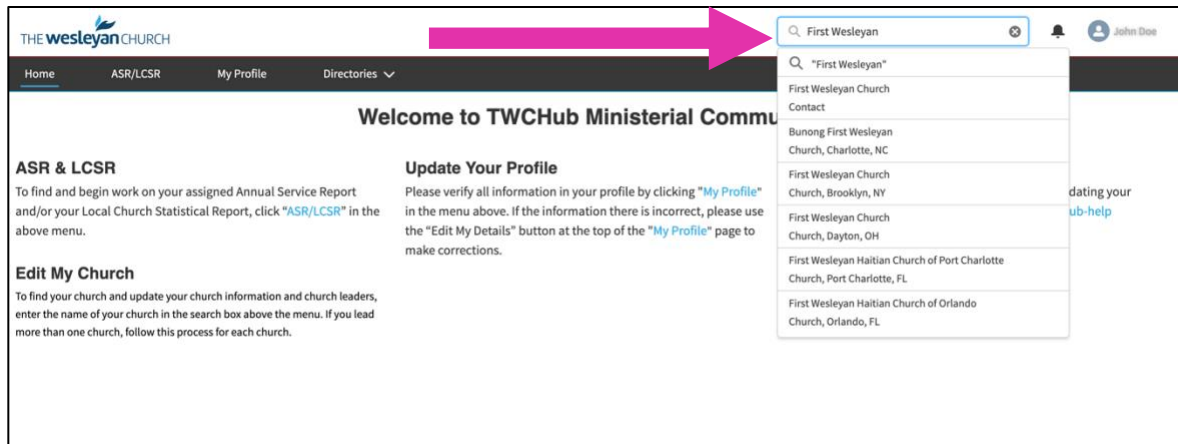 THE wesleyan CHURCH
First Wesleyan
John Doe
Home ASR/LCSR My Profile Directories
"First Wesleyan"
First Wesleyan Church
Contact
Bunong First Wesleyan
Church, Charlotte, NC
First Wesleyan Church
Church, Brooklyn, NY
First Wesleyan Church
Church, Dayton, OH
First Wesleyan Haitian Church of Port Charlotte
Church, Port Charlotte, FL
First Wesleyan Haitian Church of Orlando
Church, Orlando, FL
Welcome to TWCHub Ministerial Commu
ASR & LCSR
To find and begin work on your assigned Annual Service Report
and/or your Local Church Statistical Report, click "ASR/LCSR" in the
above menu.
Edit My Church
To find your church and update your church information and church leaders,
enter the name of your church in the search box above the menu. If you lead
more than one church, follow this process for each church.
Update Your Profile
Please verify all information in your profile by clicking "My Profile"
in the menu above. If the information there is incorrect, please use
the "Edit My Details" button at the top of the "My Profile" page to
make corrections.
dating your
ub-help